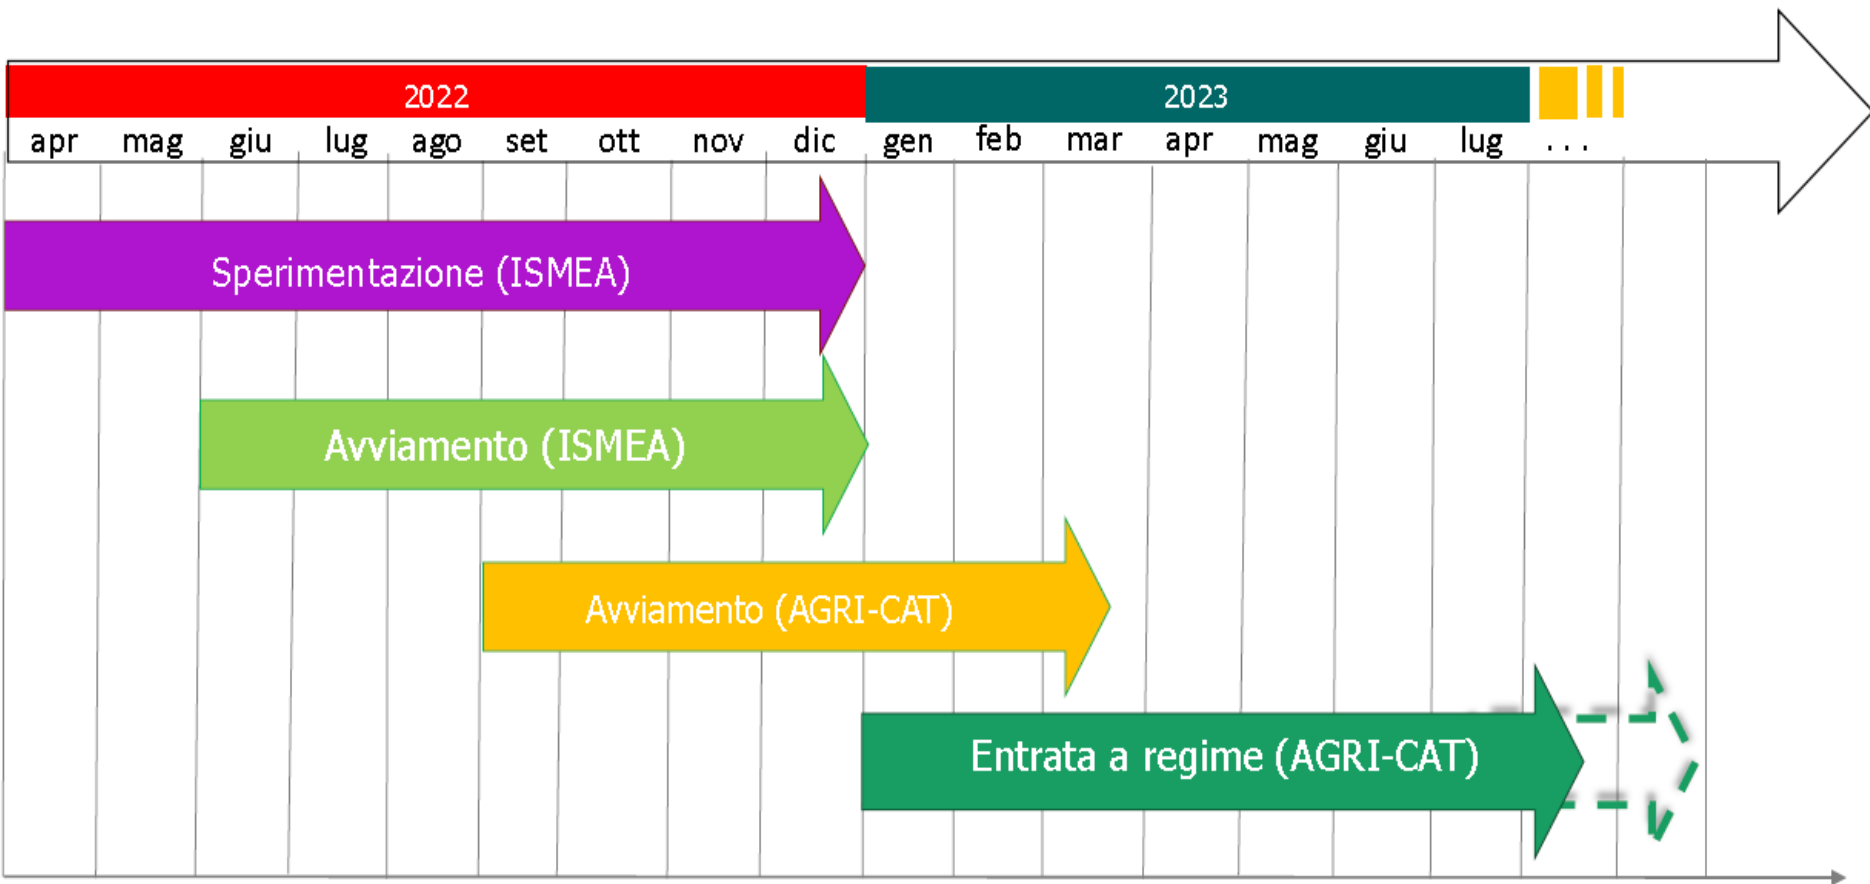 2022 2023
apr mag giu lug ago set ott nov dic gen feb mar apr mag giu lug ...
Sperimentazione (ISMEA)
Avviamento (ISMEA)
Avviamento (AGRI-CAT)
Entrata a regime (AGRI-CAT)